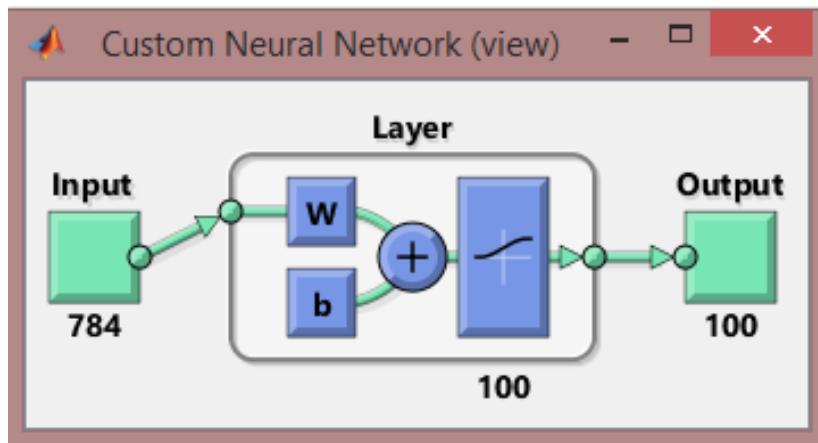 Custom Neural Network (view)
Layer
Input
Output
W
+
b
784
100
100